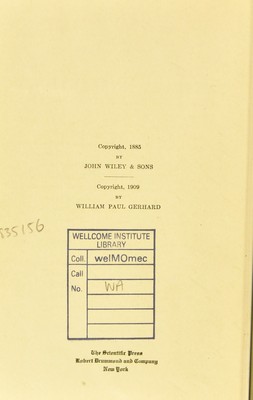 Copyright, 1885
BY
JOHN WILEY & SONS
Copyright, 1909
BY
WILLIAM PAUL GERHARD
335156
WELLCOME INSTITUTE
LIBRARY
Coll. welMOmec
Call
No. WA
The Scientific Press
Robert Drummond and Company
New York